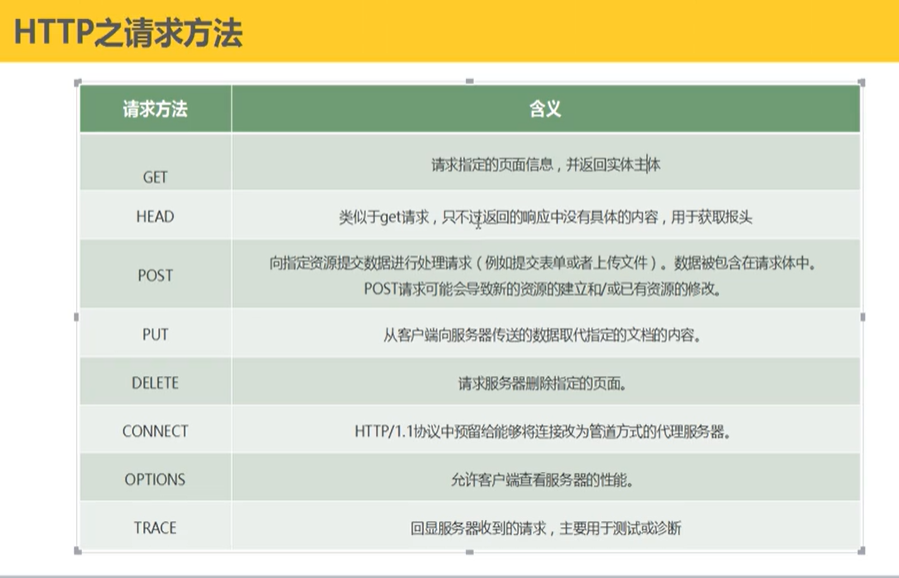 HTTP之请求方法
请求方法
含义
GET
请求指定的页面信息，并返回实体主体
HEAD
类似于get请求，只不过返回的响应中没有具体的内容，用于获取报头
POST
向指定资源提交数据进行处理请求（例如提交表单或者上传文件）。数据被包含在请求体中。
POST请求可能会导致新的资源的建立和/或已有资源的修改。
PUT
从客户端向服务器传送的数据取代指定的文档的内容。
DELETE
请求服务器删除指定的页面。
CONNECT
HTTP/1.1协议中预留给能够将连接改为管道方式的代理服务器。
OPTIONS
允许客户端查看服务器的性能。
TRACE
回显服务器收到的请求，主要用于测试或诊断